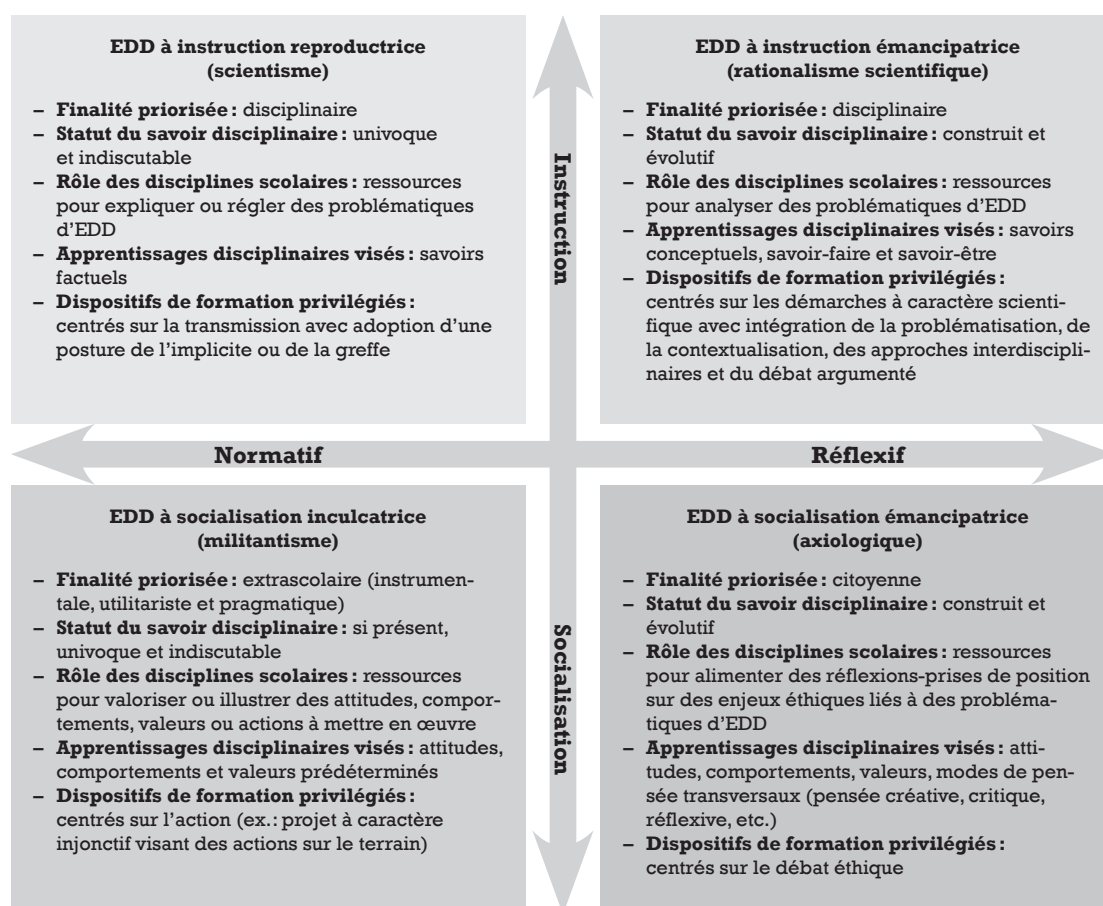 EDD à instruction reproductrice
(scientisme)
– Finalité priorisée : disciplinaire
– Statut du savoir disciplinaire : univoque
et indiscutable
– Rôle des disciplines scolaires : ressources
pour expliquer ou régler des problématiques
d’EDD
– Apprentissages disciplinaires visés : savoirs
factuels
– Dispositifs de formation privilégiés :
centrés sur la transmission avec adoption d’une
posture de l’implicite ou de la greffe
Instruction
EDD à instruction émancipatrice
(rationalisme scientifique)
– Finalité priorisée : disciplinaire
– Statut du savoir disciplinaire : construit et
évolutif
– Rôle des disciplines scolaires : ressources
pour analyser des problématiques d’EDD
– Apprentissages disciplinaires visés : savoirs
conceptuels, savoir-faire et savoir-être
– Dispositifs de formation privilégiés :
centrés sur les démarches à caractère scienti-
fique avec intégration de la problématisation, de
la contextualisation, des approches interdiscipli-
naires et du débat argumenté
Normatif
Réflexif
EDD à socialisation inculcatrice
(militantisme)
– Finalité priorisée : extrascolaire (instrumen-
tale, utilitariste et pragmatique)
– Statut du savoir disciplinaire : si présent,
univoque et indiscutable
– Rôle des disciplines scolaires : ressources
pour valoriser ou illustrer des attitudes, compor-
tements, valeurs ou actions à mettre en œuvre
– Apprentissages disciplinaires visés : attitudes,
comportements et valeurs prédéterminés
– Dispositifs de formation privilégiés :
centrés sur l’action (ex. : projet à caractère
injonctif visant des actions sur le terrain)
Socialisation
EDD à socialisation émancipatrice
(axiologique)
– Finalité priorisée : citoyenne
– Statut du savoir disciplinaire : construit et
évolutif
– Rôle des disciplines scolaires : ressources
pour alimenter des réflexions-prises de position
sur des enjeux éthiques liés à des probléma-
tiques d’EDD
– Apprentissages disciplinaires visés : atti-
tudes, comportements, valeurs, modes de pen-
sée transversaux (pensée créative, critique,
réflexive, etc.)
– Dispositifs de formation privilégiés :
centrés sur le débat éthique